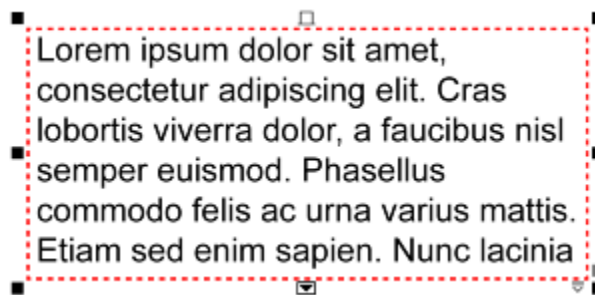 Lorem ipsum dolor sit amet,
consectetur adipiscing elit. Cras
lobortis viverra dolor, a faucibus nisl
semper euismod. Phasellus
commodo felis ac urna varius mattis.
Etiam sed enim sapien. Nunc lacinia